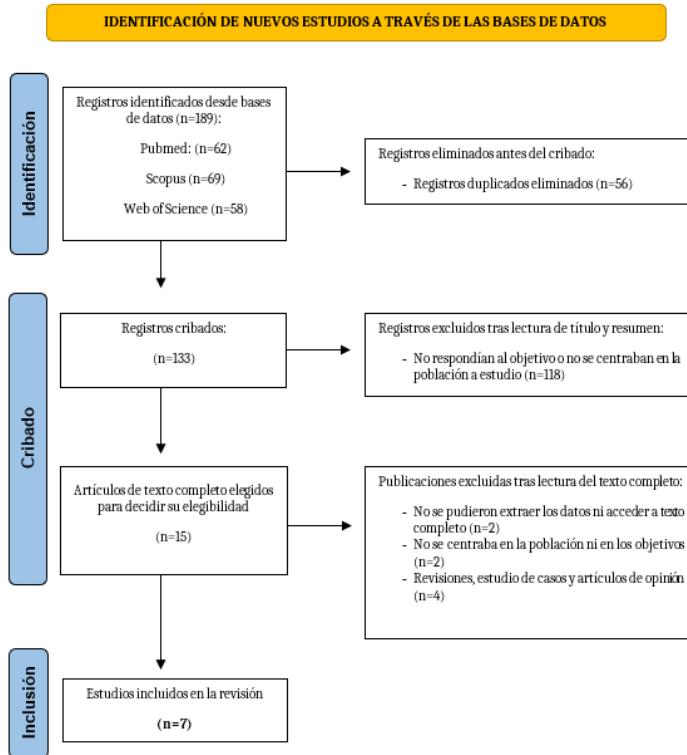 IDENTIFICACIÓN DE NUEVOS ESTUDIOS A TRAVÉS DE LAS BASES DE DATOS
Identificación
Registros identificados desde bases
de datos (n=189):
Pubmed: (n=62)
Scopus (n=69)
Web of Science (n=58)
Registros eliminados antes del cribado:
- Registros duplicados eliminados (n=56)
Cribado
Registros cribados:
(n=133)
Registros excluidos tras lectura de título y resumen:
- No respondían al objetivo o no se centraban en la
población a estudio (n=118)
Artículos de texto completo elegidos
para decidir su elegibilidad
(n=15)
Publicaciones excluidas tras lectura del texto completo:
- No se pudieron extraer los datos ni acceder a texto
completo (n=2)
- No se centraba en la población ni en los objetivos
(n=2)
- Revisiones, estudio de casos y artículos de opinión
(n=4)
Inclusión
Estudios incluidos en la revisión
(n=7)